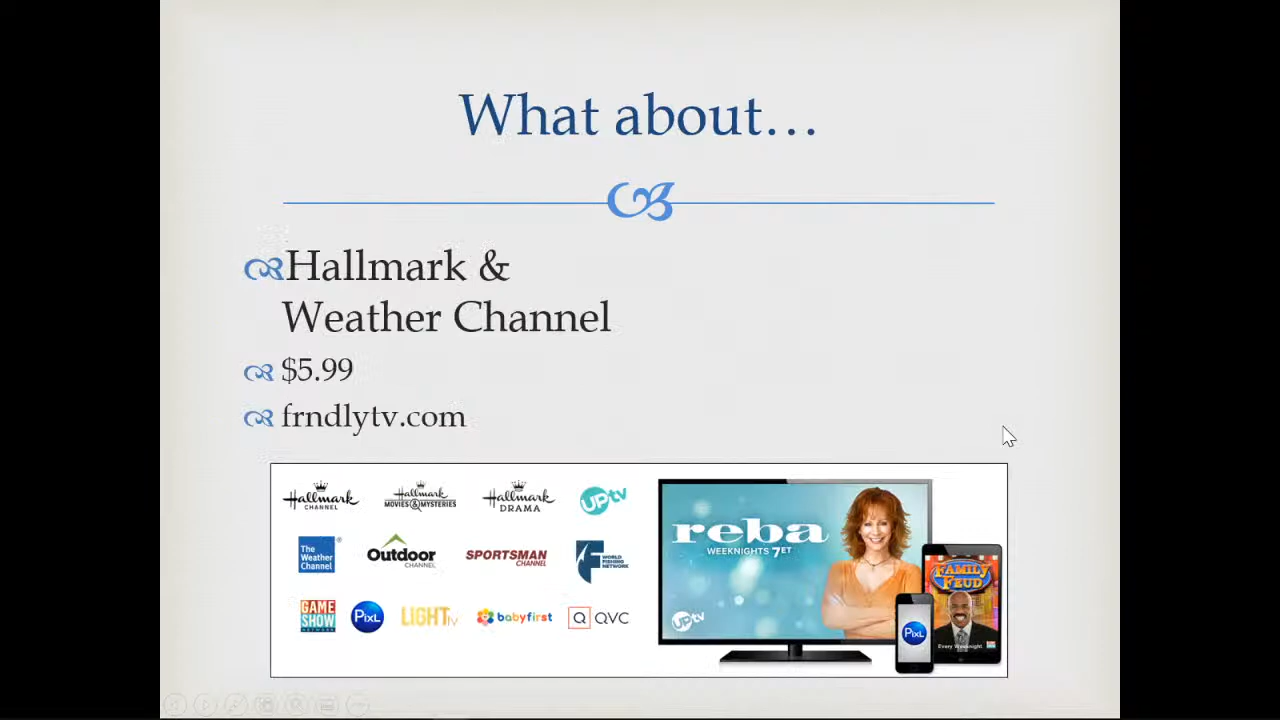 What about…
Hallmark &
Weather Channel
$5.99
frndlytv.com
Hallmark
CHANNEL
Hallmark
MOVIES & MYSTERIES
Hallmark
DRAMA
UPtv
The
Weather
Channel
Outdoor
CHANNEL
SPORTSMAN
CHANNEL
WORLD
FISHING
NETWORK
GAME
SHOW
NETWORK
PixL
LIGHTtv
babyfirst
Q QVC
reba
WEEKNIGHTS 7ET
UPtv
PixL
FAMILY
FEUD
Every Weeknight